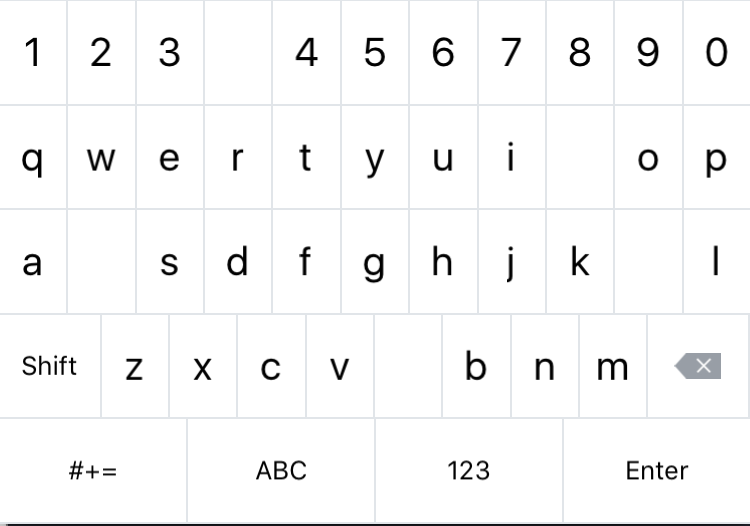 1 2 3 4 5 6 7 8 9 0
q w e r t y u i o p
a s d f g h j k l
Shift z x c v b n m
#+= ABC 123 Enter